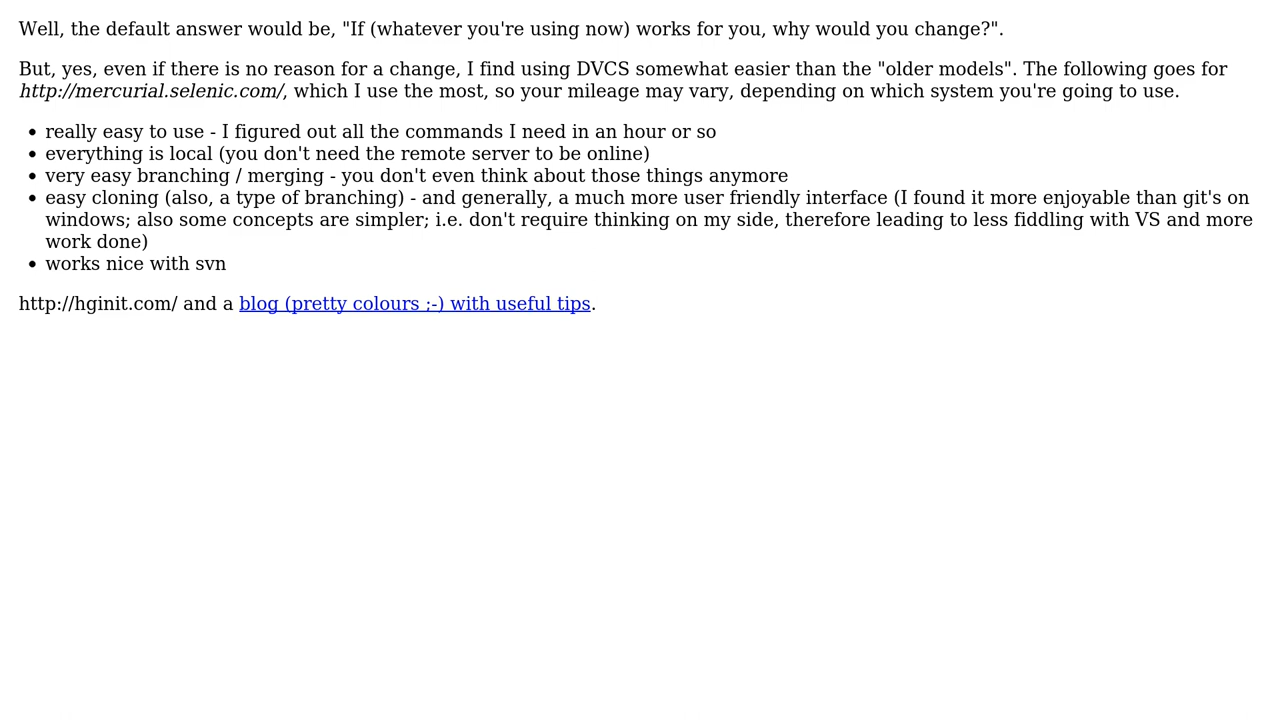 Well, the default answer would be, "If (whatever you're using now) works for you, why would you change?".
But, yes, even if there is no reason for a change, I find using DVCS somewhat easier than the "older models". The following goes for
http://mercurial.selenic.com/, which I use the most, so your mileage may vary, depending on which system you're going to use.
• really easy to use - I figured out all the commands I need in an hour or so
• everything is local (you don't need the remote server to be online)
• very easy branching / merging - you don't even think about those things anymore
• easy cloning (also, a type of branching) - and generally, a much more user friendly interface (I found it more enjoyable than git's on
windows; also some concepts are simpler; i.e. don't require thinking on my side, therefore leading to less fiddling with VS and more
work done)
• works nice with svn
http://hginit.com/ and a blog (pretty colours ;-) with useful tips.